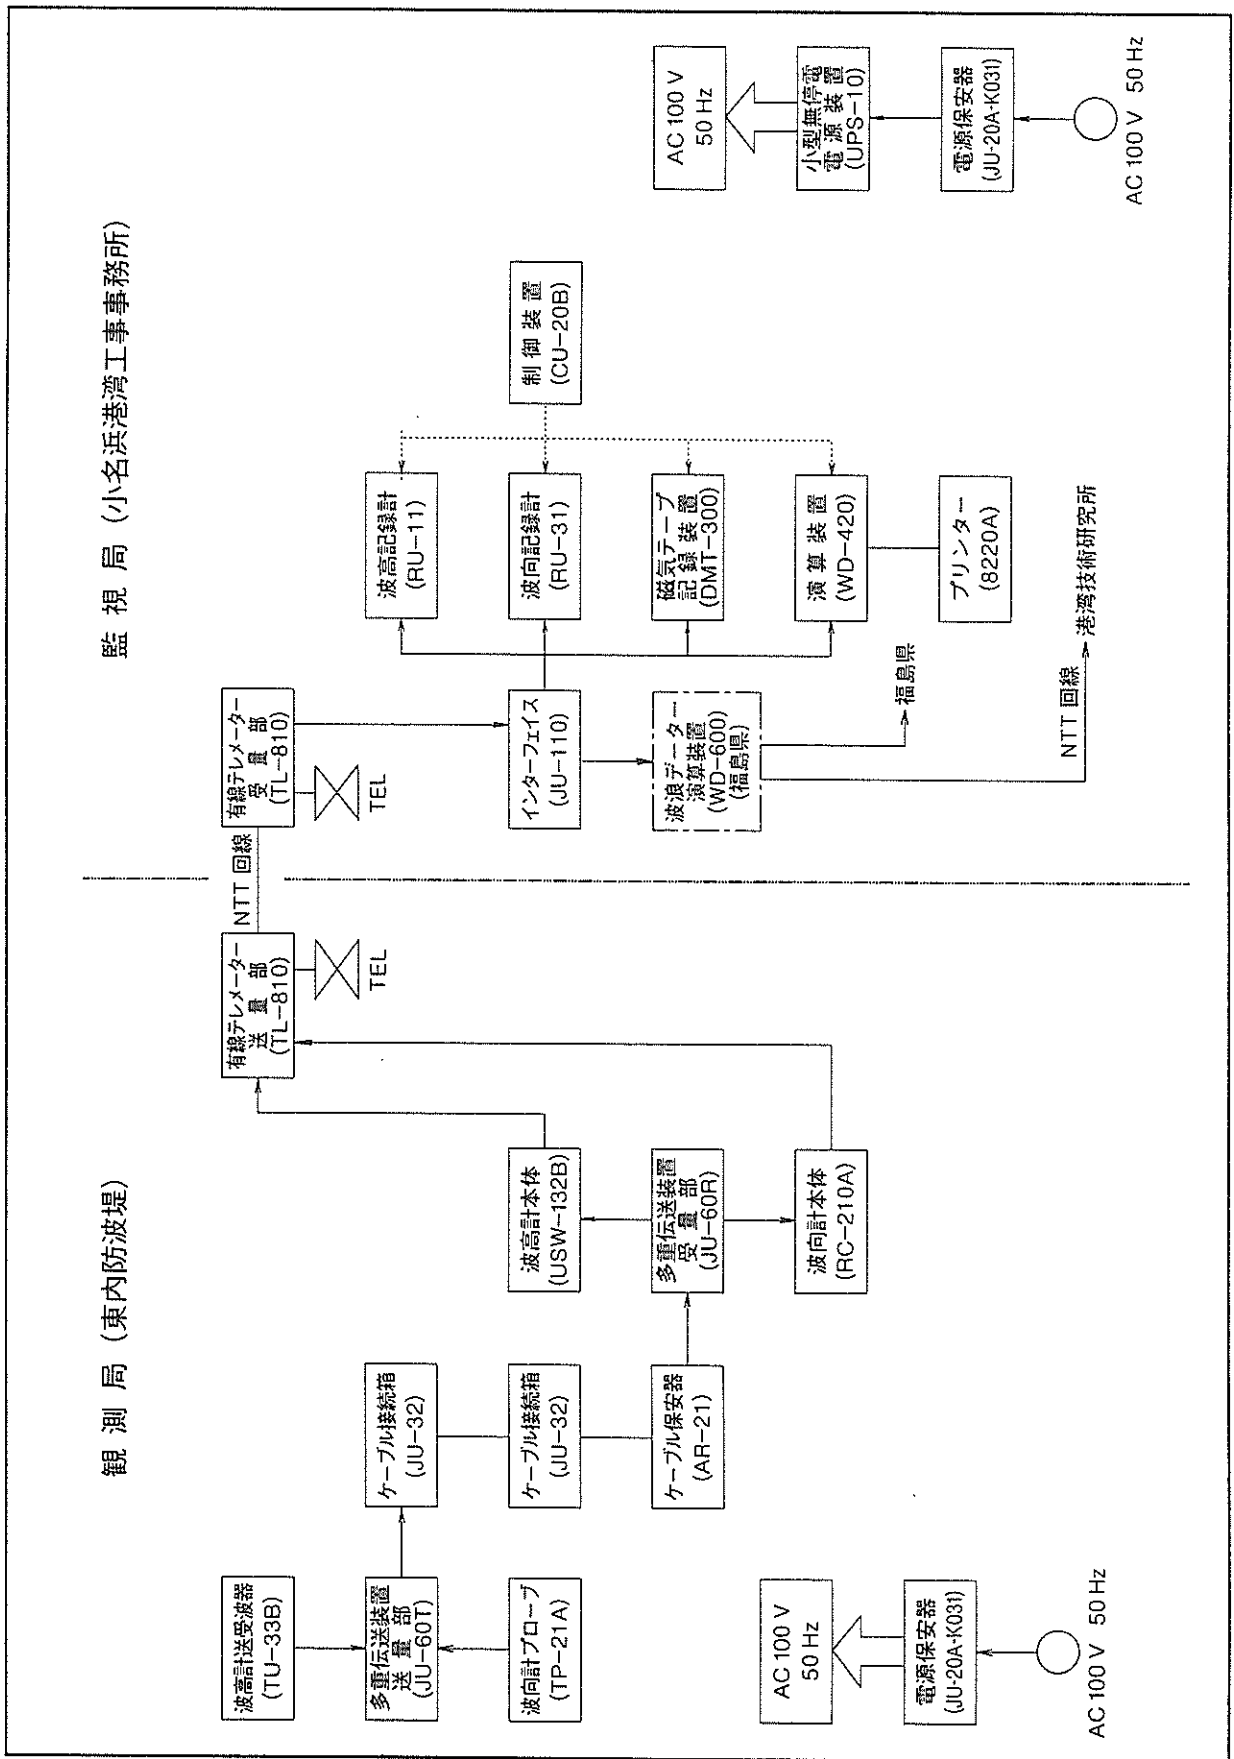 観測局（東内防波堤）
波高計送受波器
(TU-33B)
多重伝送装置
送量部
(JU-60T)
波向計プローブ
(TP-21A)
ケーブル接続箱
(JU-32)
ケーブル接続箱
(JU-32)
ケーブル保安器
(AR-21)
波高計本体
(USW-132B)
多重伝送装置
受量部
(JU-60R)
波向計本体
(RC-210A)
有線テレメーター
送量部
(TL-810)
TEL
AC 100 V
50 Hz
電源保安器
(JU-20A-K031)
AC 100 V 50 Hz
NTT 回線
監視局（小名浜港湾工事事務所）
有線テレメーター
受量部
(TL-810)
TEL
インターフェイス
(JU-110)
波浪データー
演算装置
(WD-600)
(福島県)
福島県
NTT 回線
港湾技術研究所
波高記録計
(RU-11)
波向記録計
(RU-31)
磁気テープ
記録装置
(DMT-300)
演算装置
(WD-420)
プリンター
(8220A)
制御装置
(CU-20B)
AC 100 V
50 Hz
小型無停電
電源装置
(UPS-10)
電源保安器
(JU-20A-K031)
AC 100 V 50 Hz